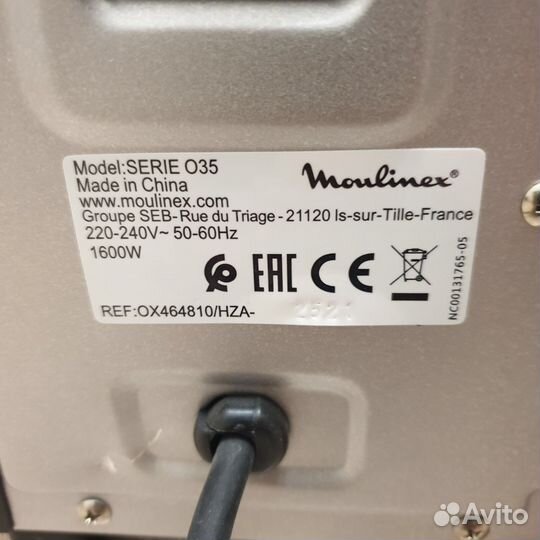 Model:SERIE O35
Moulinex®
Made in China
www.moulinex.com
Groupe SEB-Rue du Triage-21120 Is-sur-Tille-France
220-240V~ 50-60Hz
1600W
EAC CE
NC00131765-05
REF:OX464810/HZA- 2521
Avito